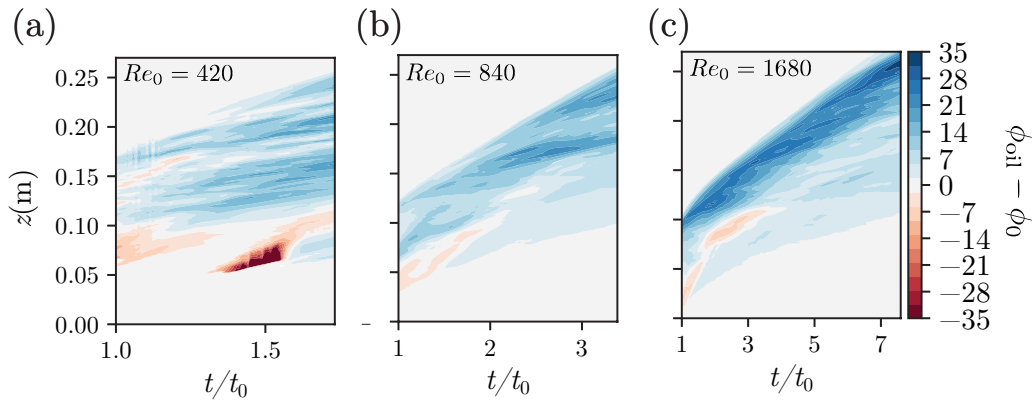 (a)
(b)
(c)
Re₀ = 420
Re₀ = 840
Re₀ = 1680
z(m)
0.25
0.20
0.15
0.10
0.05
0.00
1.0
1.5
t/t₀
1
2
3
t/t₀
1
3
5
7
t/t₀
35
28
21
14
7
0
−7
−14
−21
−28
−35
ϕ_oil − ϕ₀